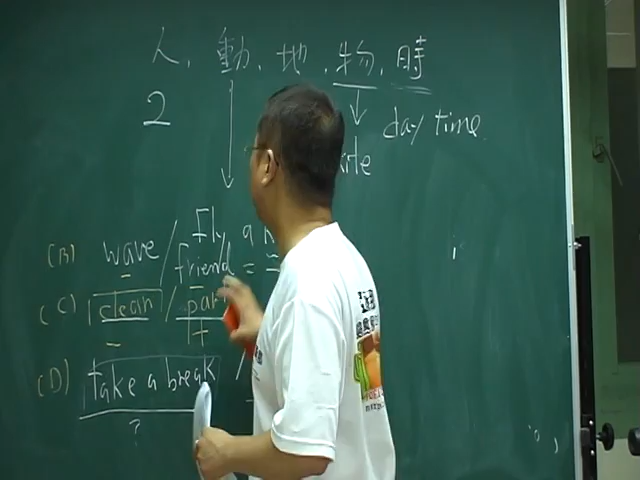 人、動、地、物、時
2
day time
Fly a
(B) wave / friend =
(C) clean / par
(D) take a break /
?